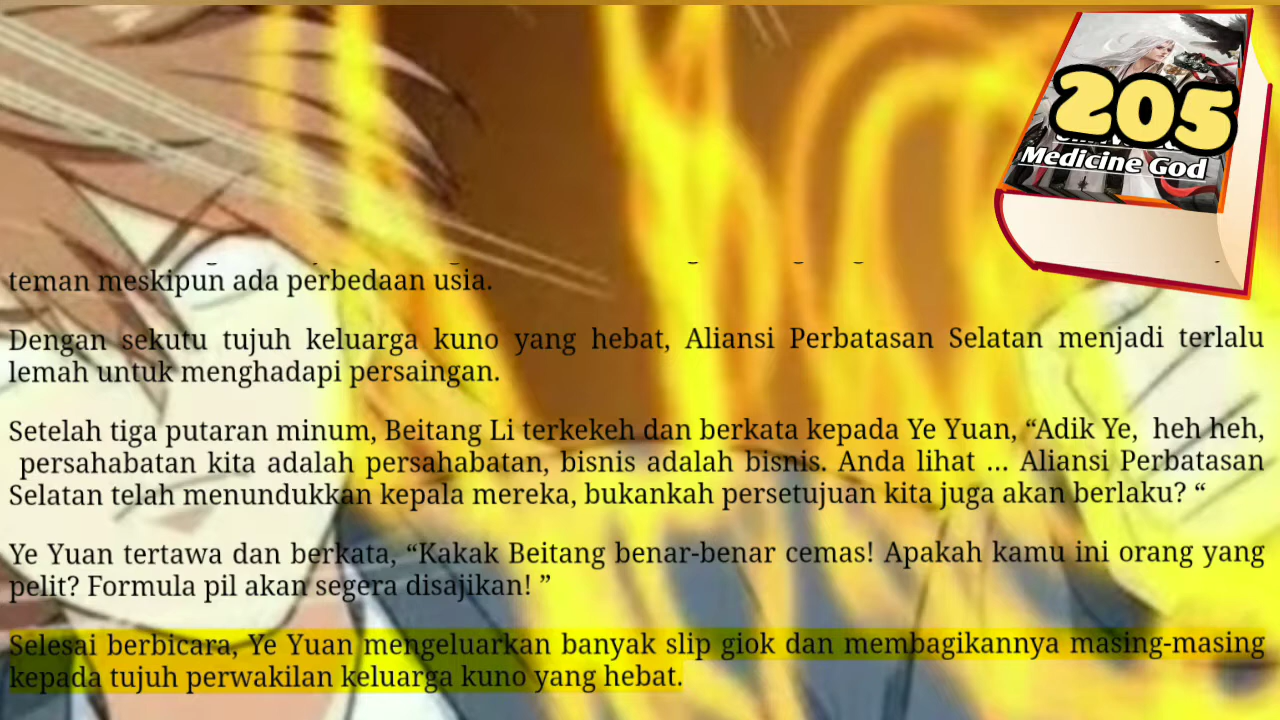 205
Medicine God
teman meskipun ada perbedaan usia.
Dengan sekutu tujuh keluarga kuno yang hebat, Aliansi Perbatasan Selatan menjadi terlalu
lemah untuk menghadapi persaingan.
Setelah tiga putaran minum, Beitang Li terkekeh dan berkata kepada Ye Yuan, “Adik Ye,  heh heh,
persahabatan kita adalah persahabatan, bisnis adalah bisnis. Anda lihat … Aliansi Perbatasan
Selatan telah menundukkan kepala mereka, bukankah persetujuan kita juga akan berlaku? “
Ye Yuan tertawa dan berkata, “Kakak Beitang benar-benar cemas! Apakah kamu ini orang yang
pelit? Formula pil akan segera disajikan! ”
Selesai berbicara, Ye Yuan mengeluarkan banyak slip giok dan membagikannya masing-masing
kepada tujuh perwakilan keluarga kuno yang hebat.